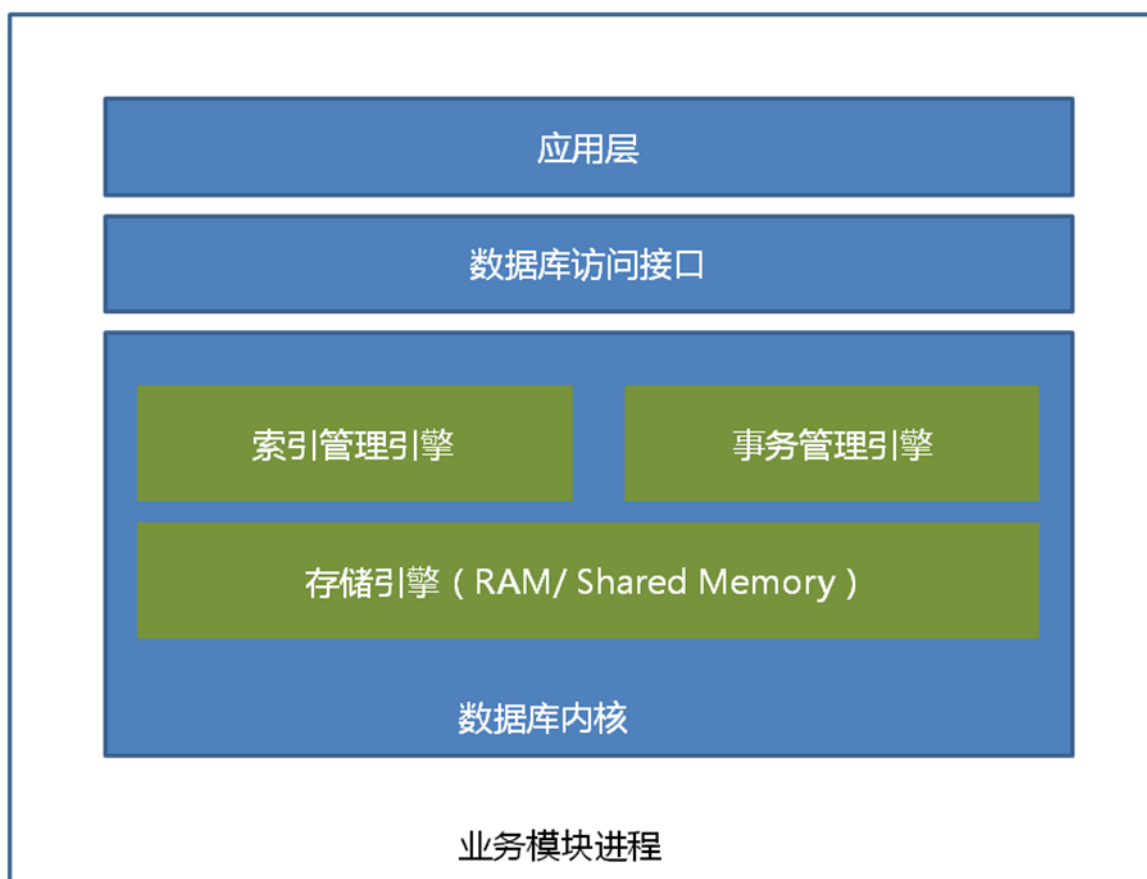 应用层
数据库访问接口
索引管理引擎
事务管理引擎
存储引擎（RAM/ Shared Memory）
数据库内核
业务模块进程